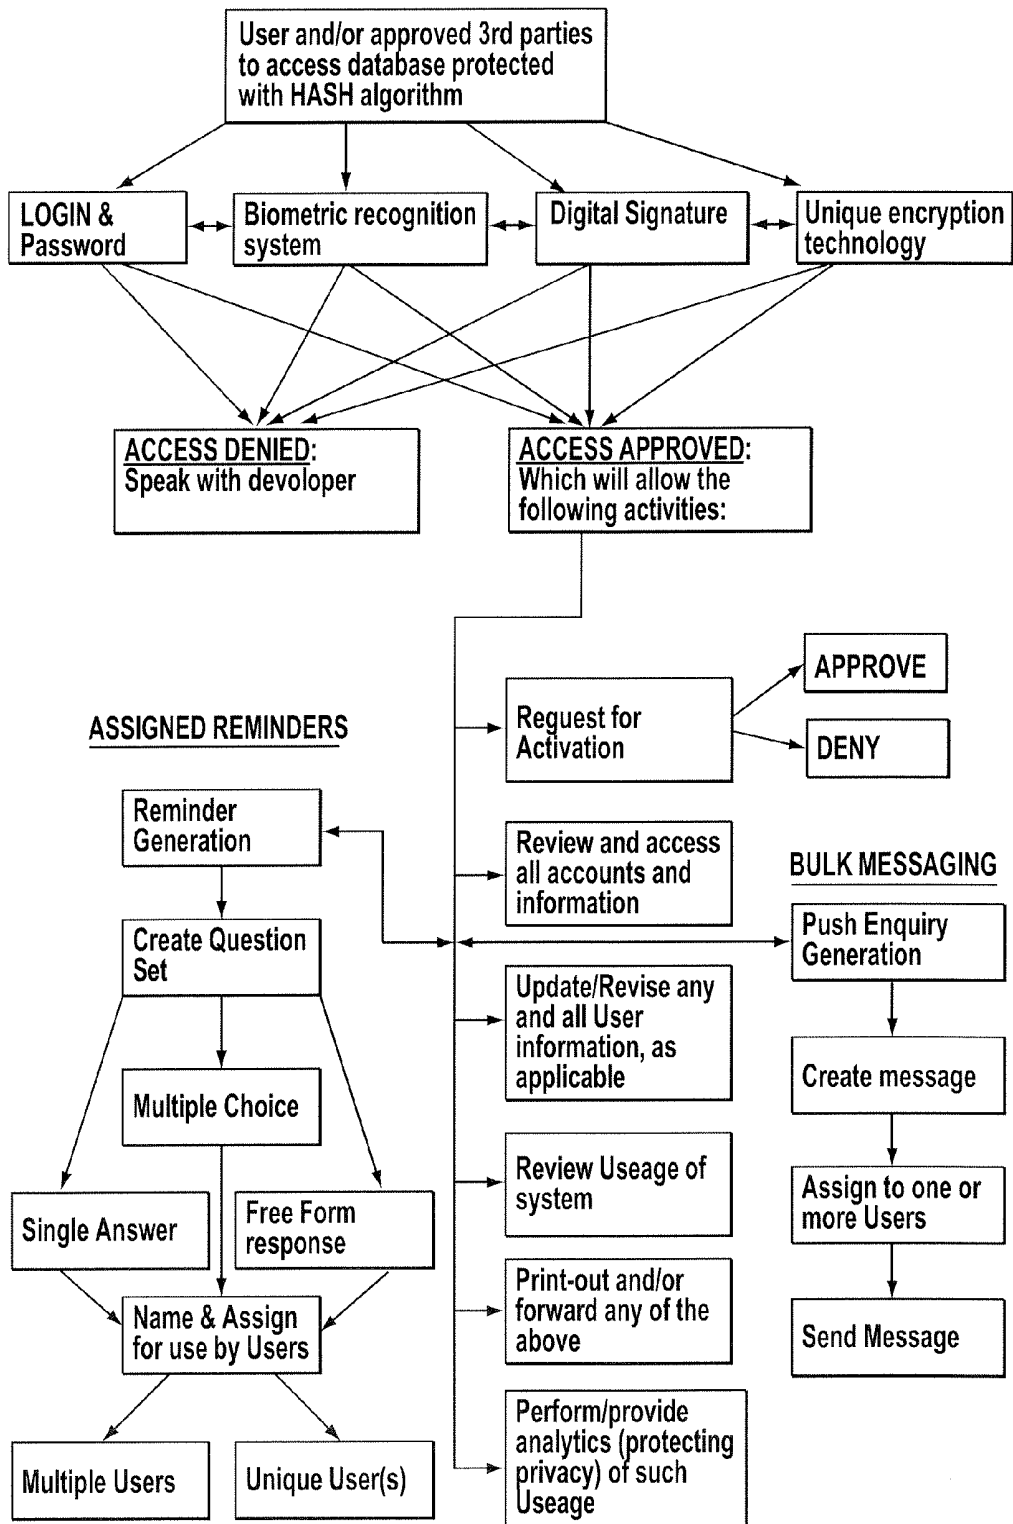 User and/or approved 3rd parties
to access database protected
with HASH algorithm
LOGIN &
Password
Biometric recognition
system
Digital Signature
Unique encryption
technology
ACCESS DENIED:
Speak with devoloper
ACCESS APPROVED:
Which will allow the
following activities:
ASSIGNED REMINDERS
Reminder
Generation
Create Question
Set
Multiple Choice
Single Answer
Free Form
response
Name & Assign
for use by Users
Multiple Users
Unique User(s)
Request for
Activation
APPROVE
DENY
Review and access
all accounts and
information
Update/Revise any
and all User
information, as
applicable
Review Useage of
system
Print-out and/or
forward any of the
above
Perform/provide
analytics (protecting
privacy) of such
Useage
BULK MESSAGING
Push Enquiry
Generation
Create message
Assign to one or
more Users
Send Message